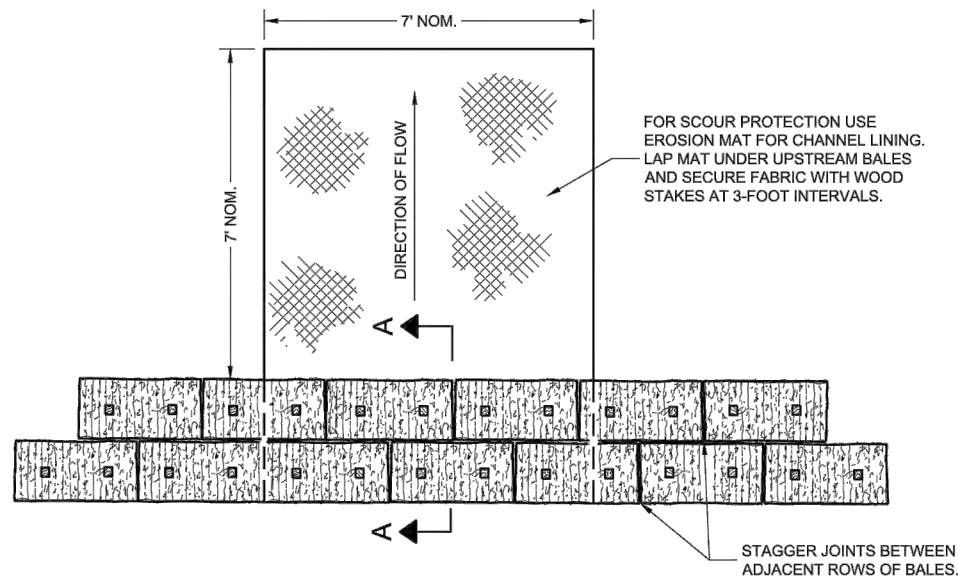 7' NOM.
FOR SCOUR PROTECTION USE
EROSION MAT FOR CHANNEL LINING.
LAP MAT UNDER UPSTREAM BALES
AND SECURE FABRIC WITH WOOD
STAKES AT 3-FOOT INTERVALS.
7' NOM.
DIRECTION OF FLOW
A
A
STAGGER JOINTS BETWEEN
ADJACENT ROWS OF BALES.